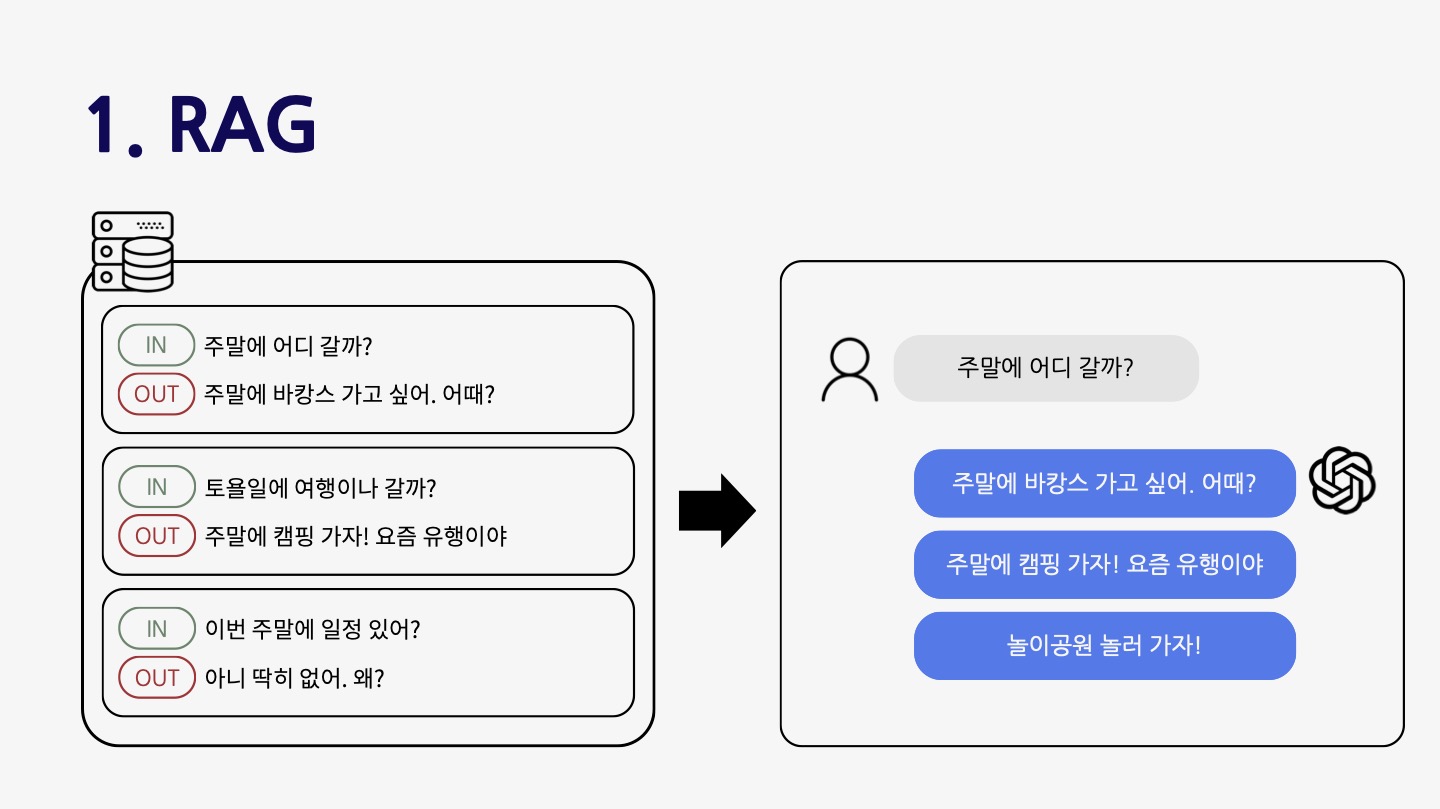 1. RAG
IN 주말에 어디 갈까?
OUT 주말에 바캉스 가고 싶어. 어때?
IN 토욜일에 여행이나 갈까?
OUT 주말에 캠핑 가자! 요즘 유행이야
IN 이번 주말에 일정 있어?
OUT 아니 딱히 없어. 왜?
주말에 어디 갈까?
주말에 바캉스 가고 싶어. 어때?
주말에 캠핑 가자! 요즘 유행이야
놀이공원 놀러 가자!